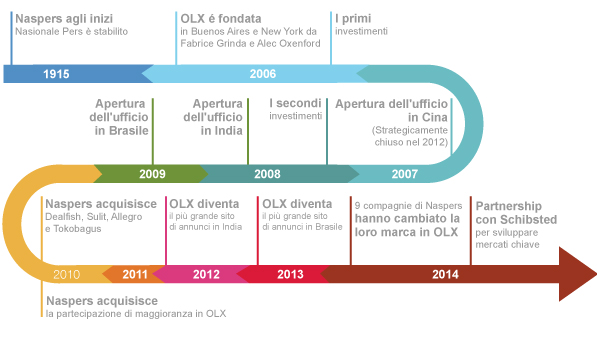 Naspers agli inizi
Nasionale Pers è stabilito
OLX è fondata
in Buenos Aires e New York da
Fabrice Grinda e Alec Oxenford
I primi
investimenti
1915
2006
Apertura
dell'ufficio
in Brasile
Apertura
dell'ufficio
in India
I secondi
investimenti
Apertura dell'ufficio
in Cina
(Strategicamente
chiuso nel 2012)
2009
2008
2007
Naspers acquisisce
Dealfish, Sulit, Allegro
e Tokobagus
OLX diventa
il più grande sito
di annunci in India
OLX diventa
il più grande sito
di annunci in Brasile
9 compagnie di Naspers
hanno cambiato la
loro marca in OLX
Partnership
con Schibsted
per sviluppare
mercati chiave
2010
2011
2012
2013
2014
Naspers acquisisce
la partecipazione di maggioranza in OLX